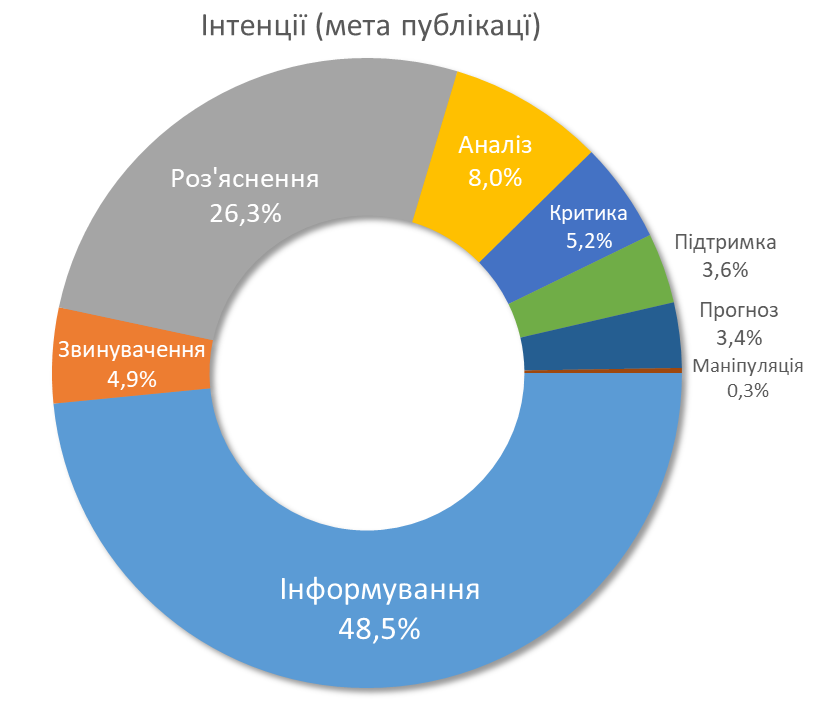 Інтенції (мета публікації)
Аналіз
8,0%
Роз'яснення
26,3%
Критика
5,2%
Підтримка
3,6%
Прогноз
3,4%
Звинувачення
4,9%
Маніпуляція
0,3%
Інформування
48,5%